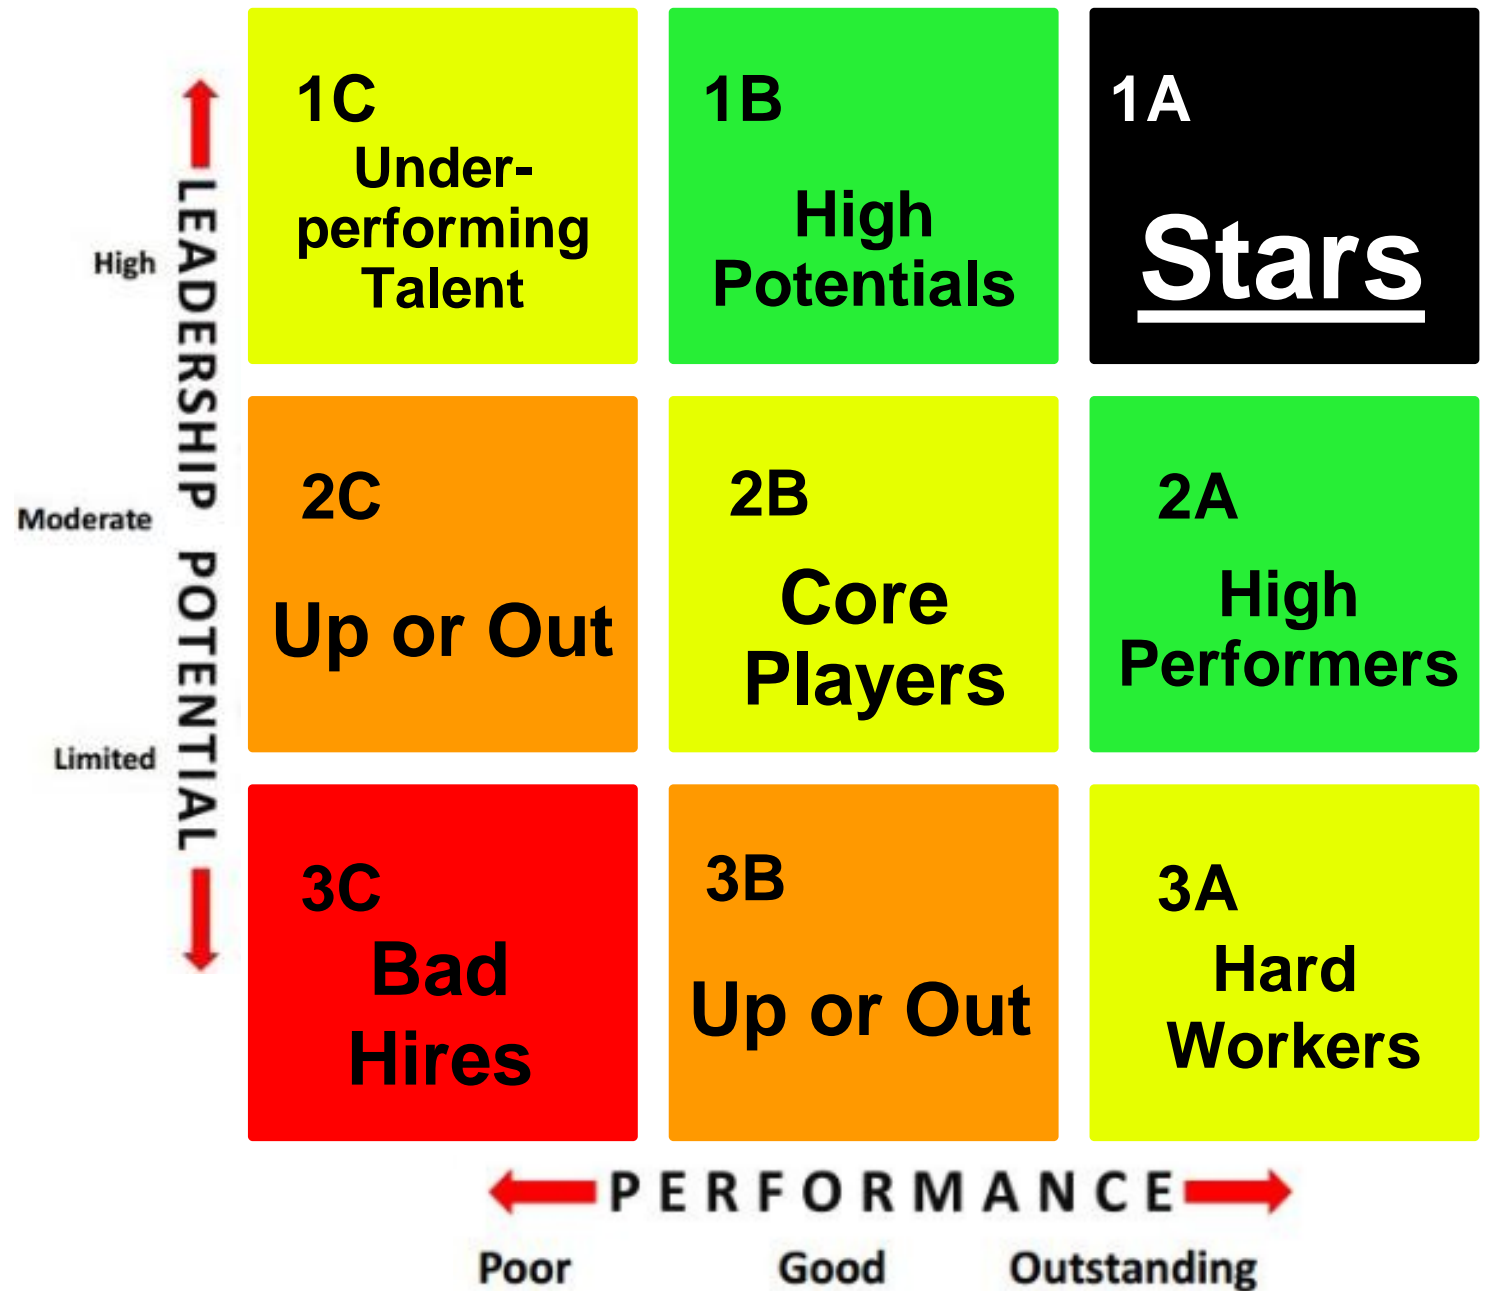 LEADERSHIP POTENTIAL
High
Moderate
Limited
1C
Under-
performing
Talent
1B
High
Potentials
1A
Stars
2C
Up or Out
2B
Core
Players
2A
High
Performers
3C
Bad
Hires
3B
Up or Out
3A
Hard
Workers
PERFORMANCE
Poor Good Outstanding